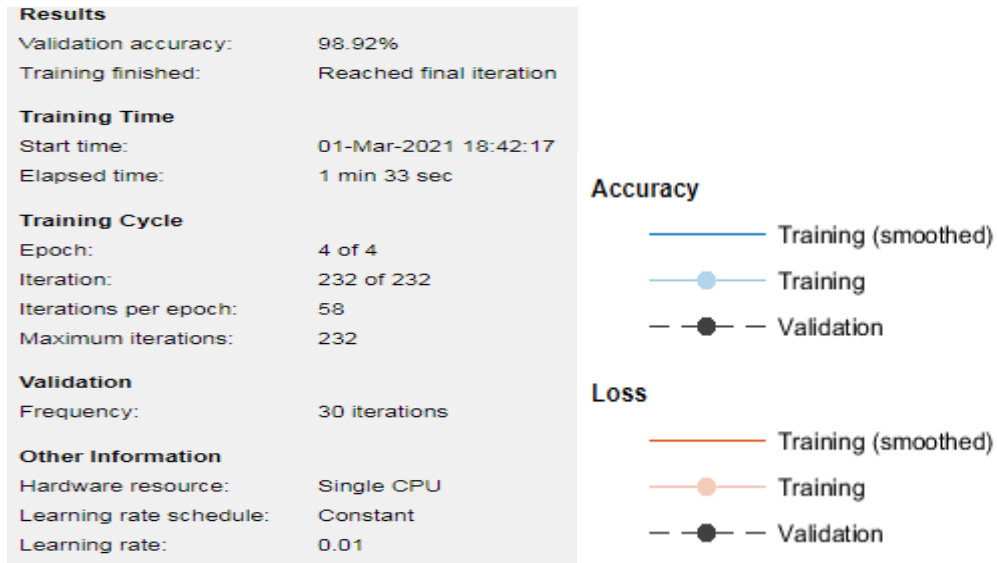 Results
Validation accuracy: 98.92%
Training finished: Reached final iteration
Training Time
Start time: 01-Mar-2021 18:42:17
Elapsed time: 1 min 33 sec
Training Cycle
Epoch: 4 of 4
Iteration: 232 of 232
Iterations per epoch: 58
Maximum iterations: 232
Validation
Frequency: 30 iterations
Other Information
Hardware resource: Single CPU
Learning rate schedule: Constant
Learning rate: 0.01
Accuracy
Training (smoothed)
Training
Validation
Loss
Training (smoothed)
Training
Validation